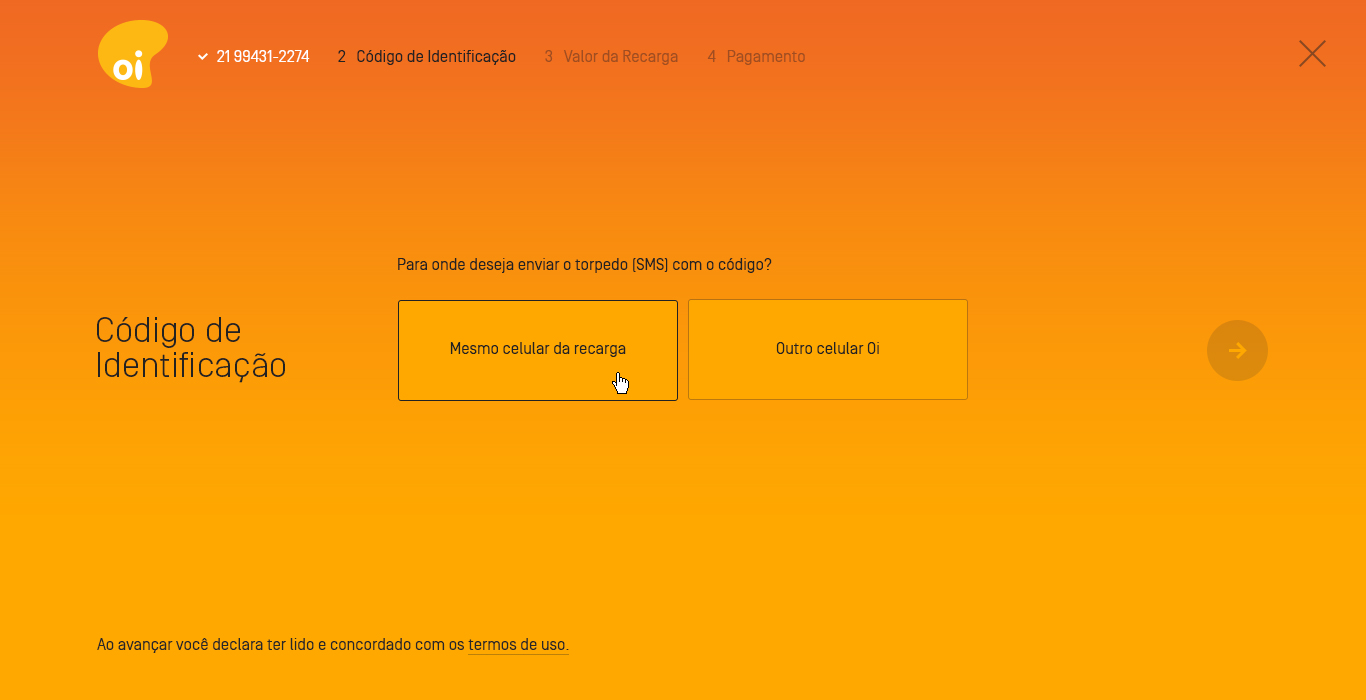 oi
21 99431-2274 2 Código de Identificação 3 Valor da Recarga 4 Pagamento
Para onde deseja enviar o torpedo (SMS) com o código?
Código de
Identificação
Mesmo celular da recarga
Outro celular Oi
Ao avançar você declara ter lido e concordado com os termos de uso.